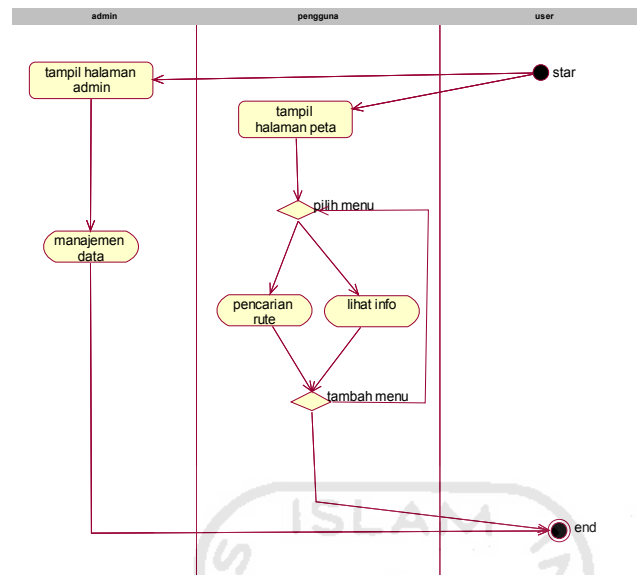 admin
pengguna
user
star
tampil halaman
admin
tampil
halaman peta
pilih menu
manajemen
data
pencarian
rute
lihat info
tambah menu
ISLAM
end